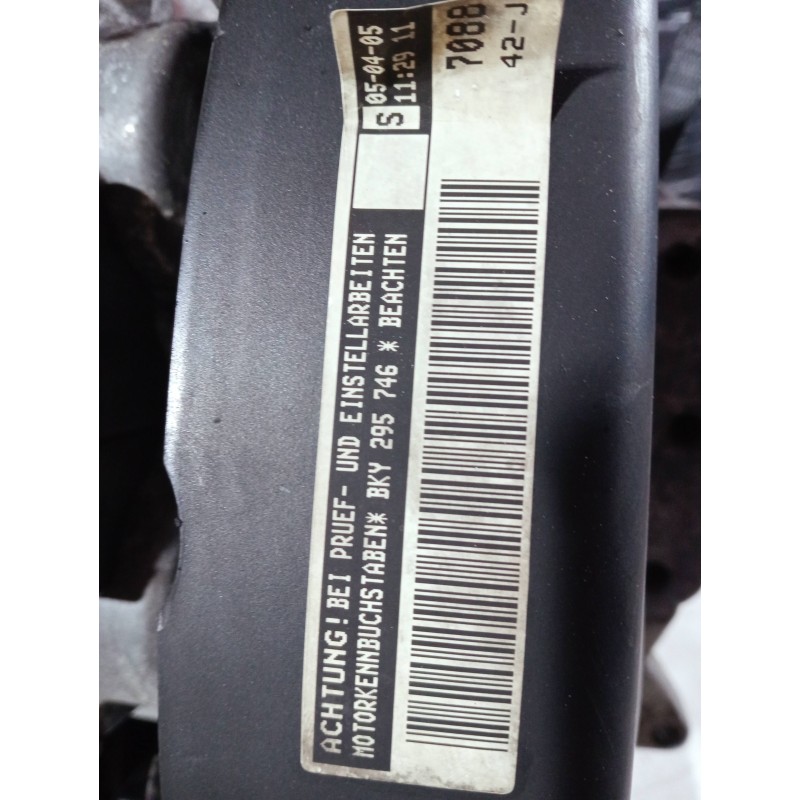 ACHTUNG! BEI PRUEF- UND EINSTELLARBEITEN
MOTORKENNBUCHSTABEN* BKY 295 746 * BEACHTEN
S
05-04-05
11:29 11
7088
42-J